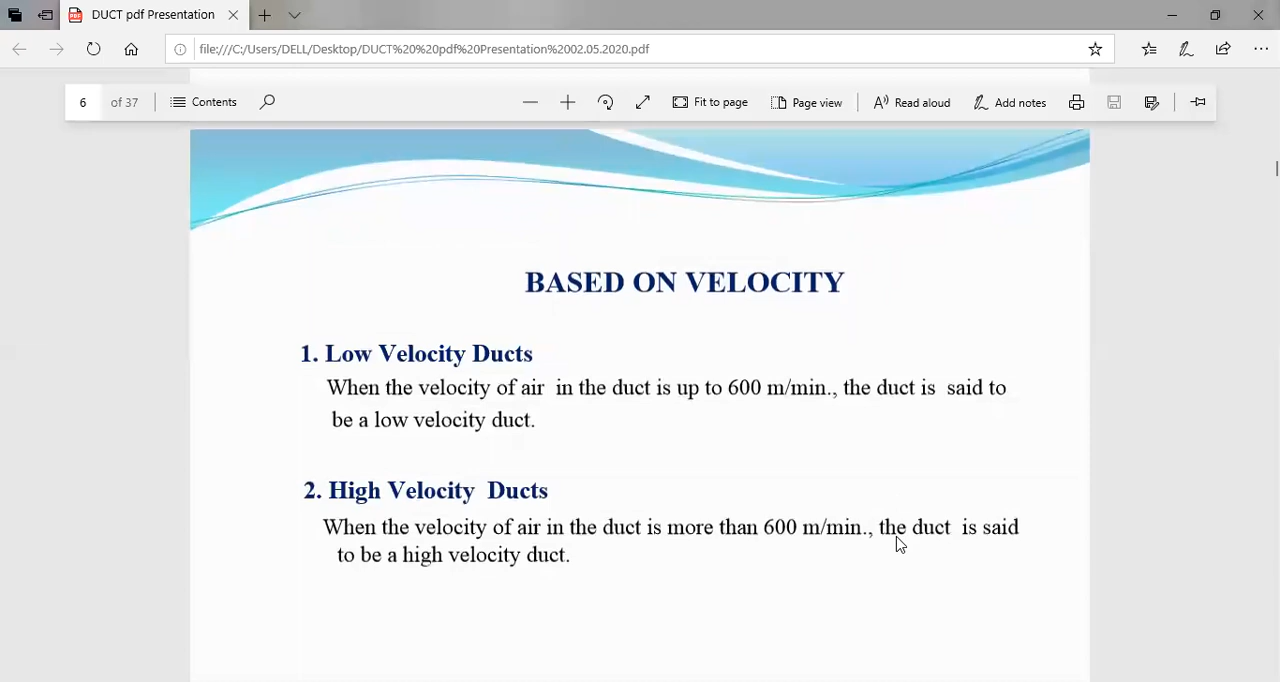 DUCT pdf Presentation
file:///C:/Users/DELL/Desktop/DUCT%20%20pdf%20Presentation%2002.05.2020.pdf
6 of 37 Contents Fit to page Page view Read aloud Add notes
BASED ON VELOCITY
1. Low Velocity Ducts
When the velocity of air in the duct is up to 600 m/min., the duct is said to
be a low velocity duct.
2. High Velocity Ducts
When the velocity of air in the duct is more than 600 m/min., the duct is said
to be a high velocity duct.